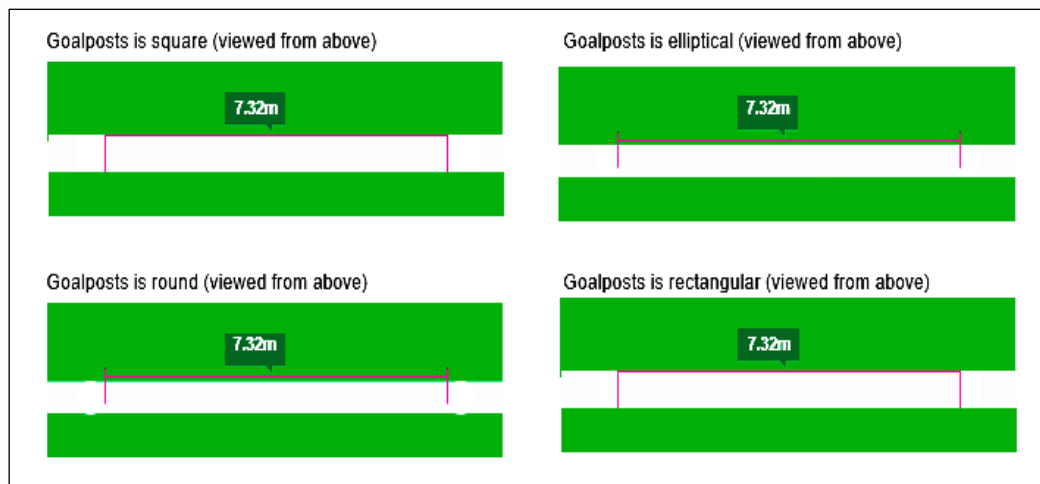 Goalposts is square (viewed from above)
7.32m
Goalposts is elliptical (viewed from above)
7.32m
Goalposts is round (viewed from above)
7.32m
Goalposts is rectangular (viewed from above)
7.32m